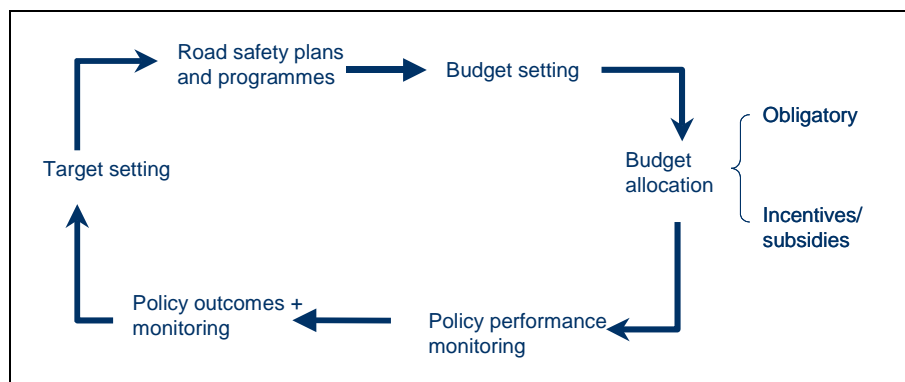 Road safety plans
and programmes
Budget setting
Obligatory
Budget
allocation
Incentives/
subsidies
Target setting
Policy outcomes +
monitoring
Policy performance
monitoring